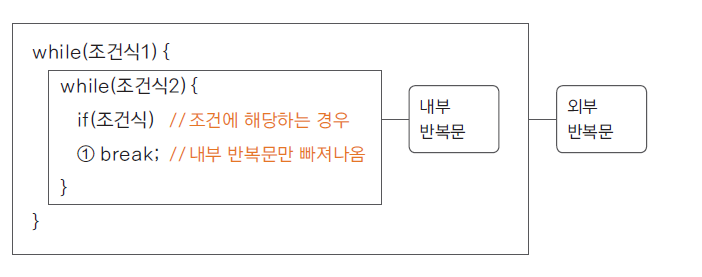 while(조건식1) {
while(조건식2) {
if(조건식) //조건에 해당하는 경우
① break; //내부 반복문만 빠져나옴
}
}
내부
반복문
외부
반복문